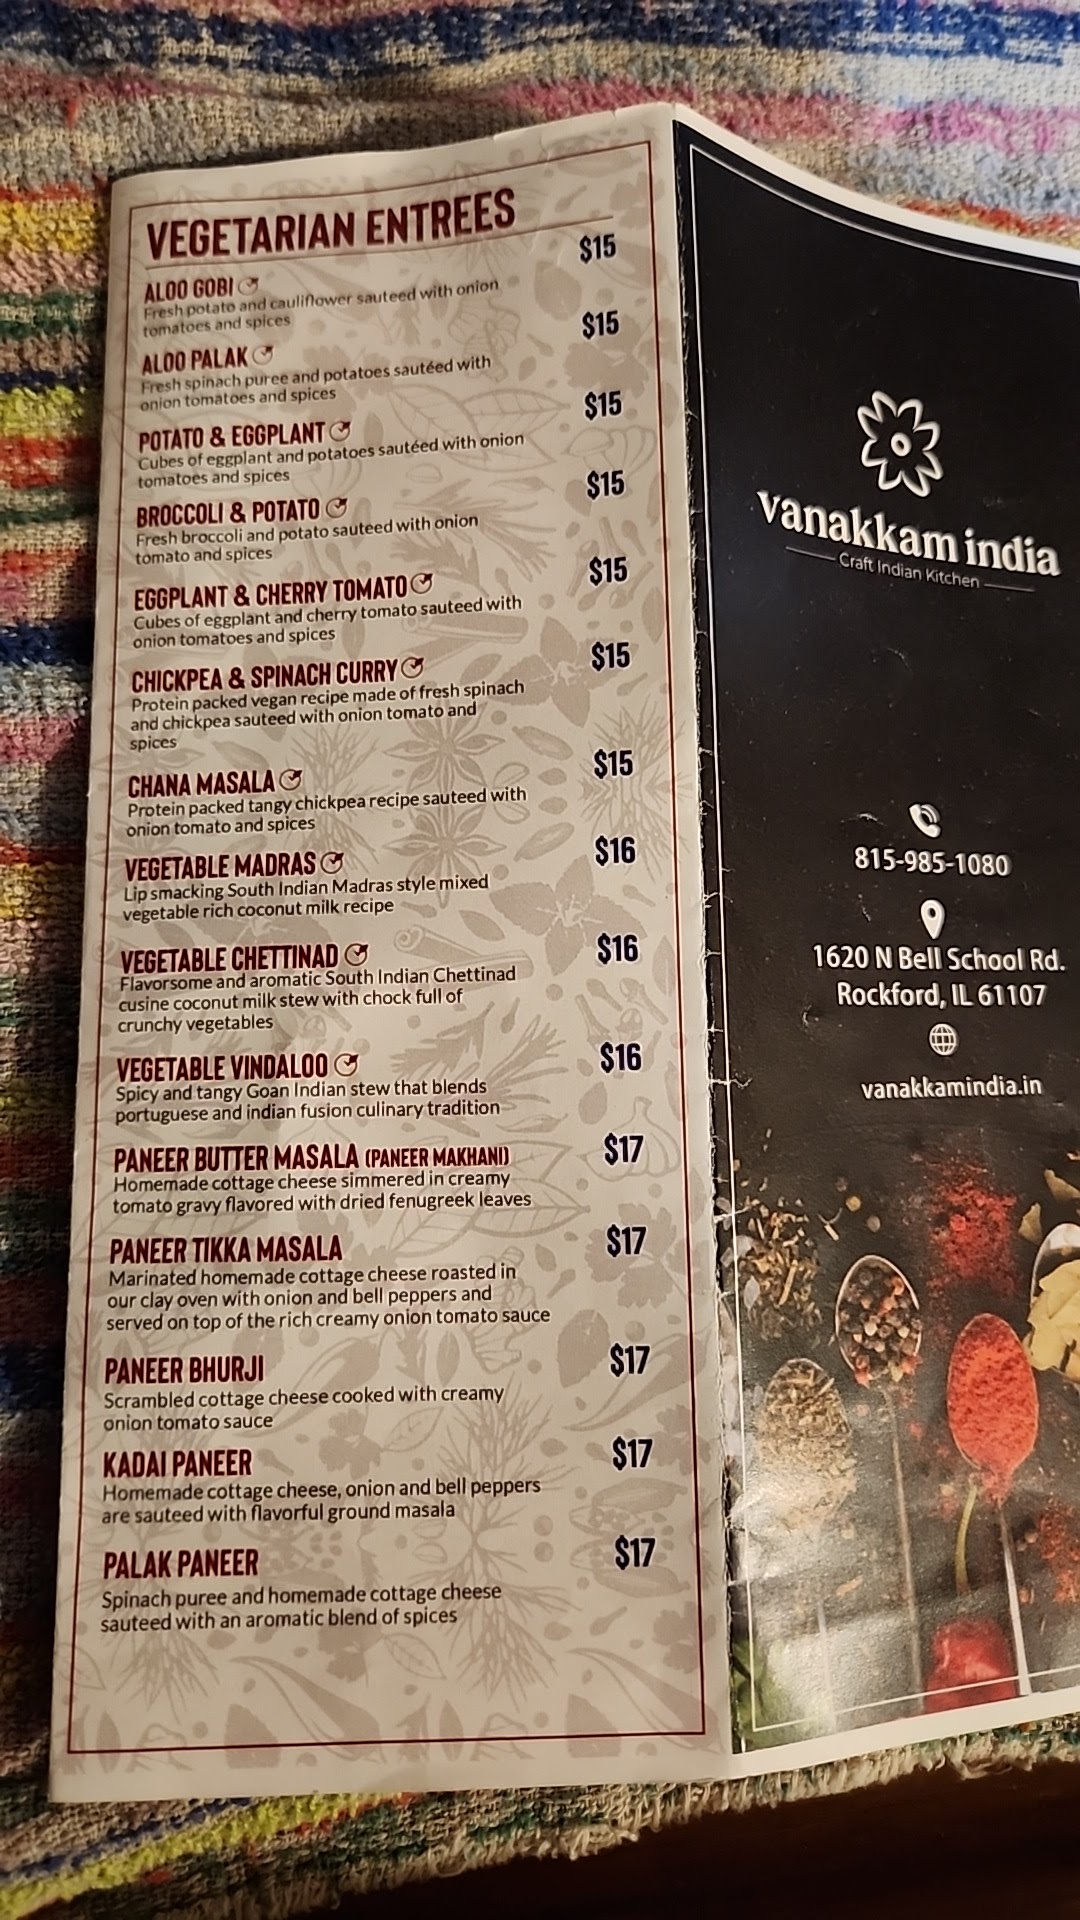 VEGETARIAN ENTREES
ALOO GOBI $15
Fresh potato and cauliflower sauteed with onion
tomatoes and spices
ALOO PALAK $15
Fresh spinach puree and potatoes sautéed with
onion tomatoes and spices
POTATO & EGGPLANT $15
Cubes of eggplant and potatoes sautéed with onion
tomatoes and spices
BROCCOLI & POTATO $15
Fresh broccoli and potato sauteed with onion
tomato and spices
EGGPLANT & CHERRY TOMATO $15
Cubes of eggplant and cherry tomato sauteed with
onion tomatoes and spices
CHICKPEA & SPINACH CURRY $15
Protein packed vegan recipe made of fresh spinach
and chickpea sauteed with onion tomato and
spices
CHANA MASALA $15
Protein packed tangy chickpea recipe sauteed with
onion tomato and spices
VEGETABLE MADRAS $16
Lip smacking South Indian Madras style mixed
vegetable rich coconut milk recipe
VEGETABLE CHETTINAD $16
Flavorsome and aromatic South Indian Chettinad
cusine coconut milk stew with chock full of
crunchy vegetables
VEGETABLE VINDALOO $16
Spicy and tangy Goan Indian stew that blends
portuguese and indian fusion culinary tradition
PANEER BUTTER MASALA (PANEER MAKHANI) $17
Homemade cottage cheese simmered in creamy
tomato gravy flavored with dried fenugreek leaves
PANEER TIKKA MASALA $17
Marinated homemade cottage cheese roasted in
our clay oven with onion and bell peppers and
served on top of the rich creamy onion tomato sauce
PANEER BHURJI $17
Scrambled cottage cheese cooked with creamy
onion tomato sauce
KADAI PANEER $17
Homemade cottage cheese, onion and bell peppers
are sauteed with flavorful ground masala
PALAK PANEER $17
Spinach puree and homemade cottage cheese
sauteed with an aromatic blend of spices
vanakkam india
Craft Indian Kitchen
815-985-1080
1620 N Bell School Rd.
Rockford, IL 61107
vanakkamindia.in